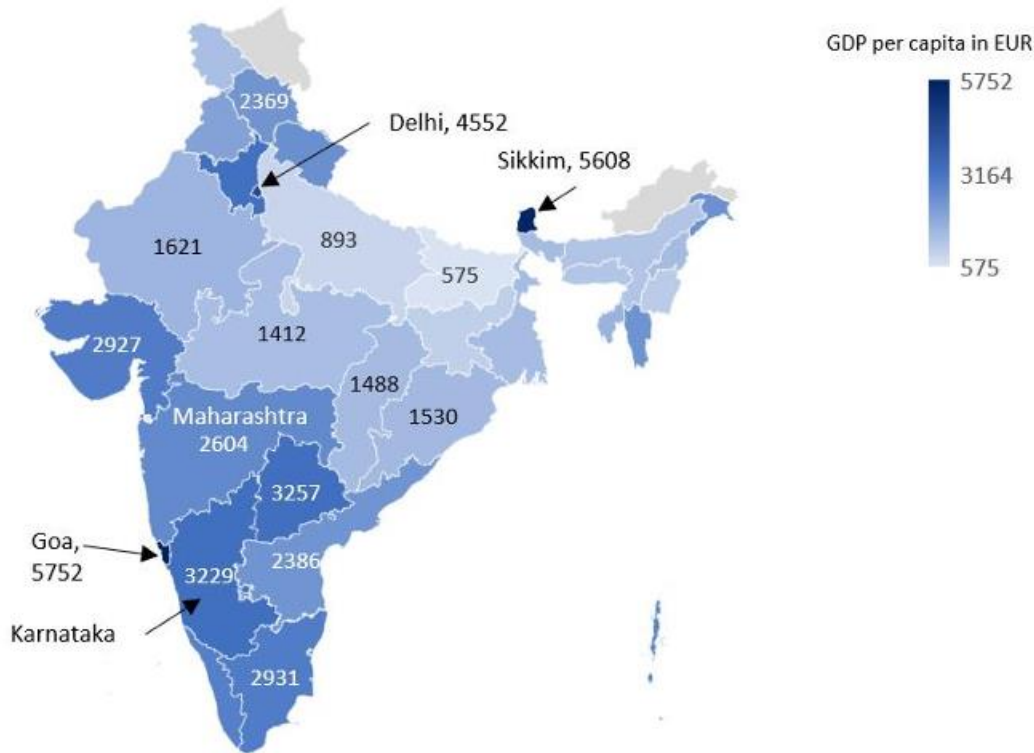 GDP per capita in EUR
5752
3164
575
2369
Delhi, 4552
Sikkim, 5608
1621
893
575
1412
2927
1488
1530
Maharashtra
2604
3257
Goa,
5752
2386
3229
Karnataka
2931